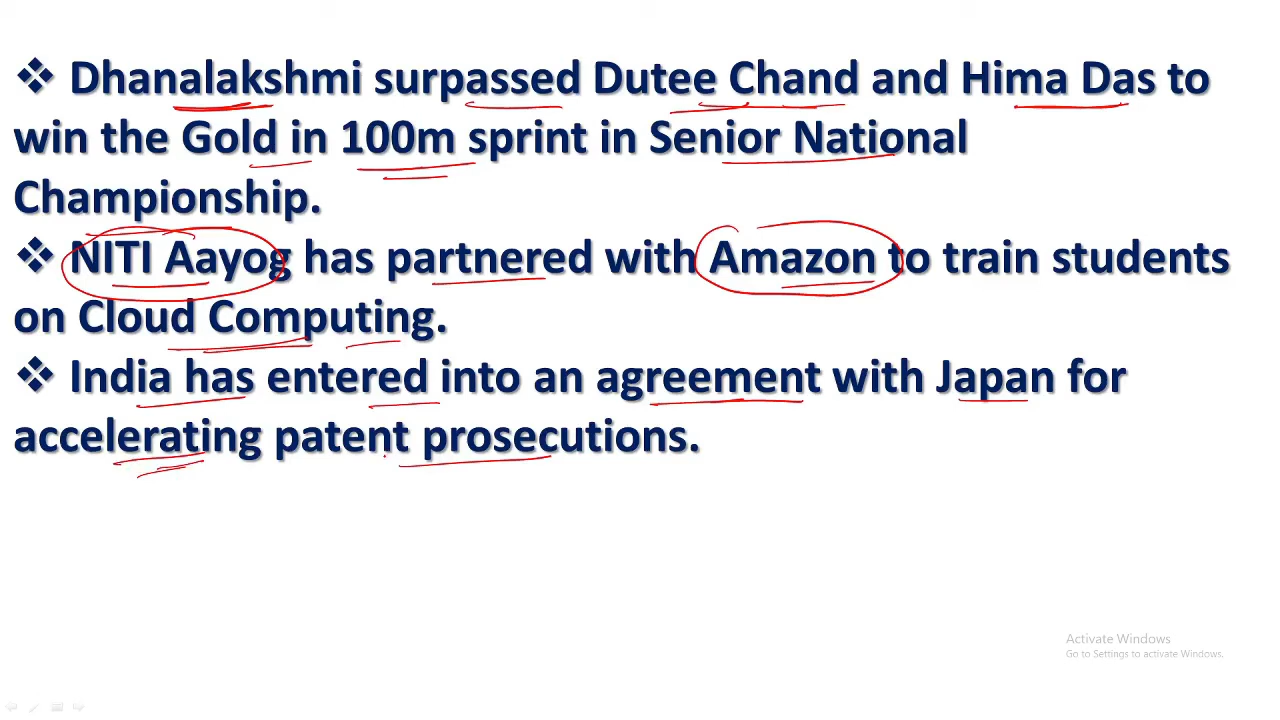 ❖ Dhanalakshmi surpassed Dutee Chand and Hima Das to
win the Gold in 100m sprint in Senior National
Championship.
❖ NITI Aayog has partnered with Amazon to train students
on Cloud Computing.
❖ India has entered into an agreement with Japan for
accelerating patent prosecutions.
Activate Windows
Go to Settings to activate Windows.